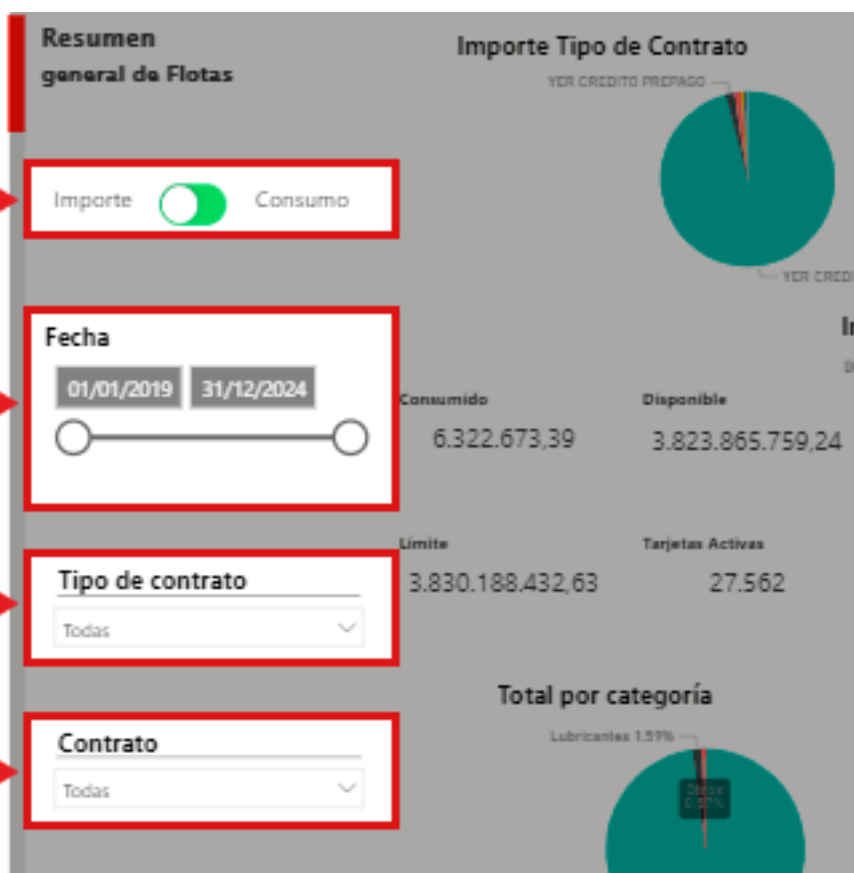 Resumen
general de Flotas
Importe Consumo
Fecha
01/01/2019 31/12/2024
Tipo de contrato
Todas
Contrato
Todas
Importe Tipo de Contrato
YER CREDITO PREPAGO
YER CREDI
Consumido
6.322.673,39
Disponible
3.823.865.759,24
Límite
3.830.188.432,63
Tarjetas Activas
27.562
Total por categoría
Lubricantes 1,59%